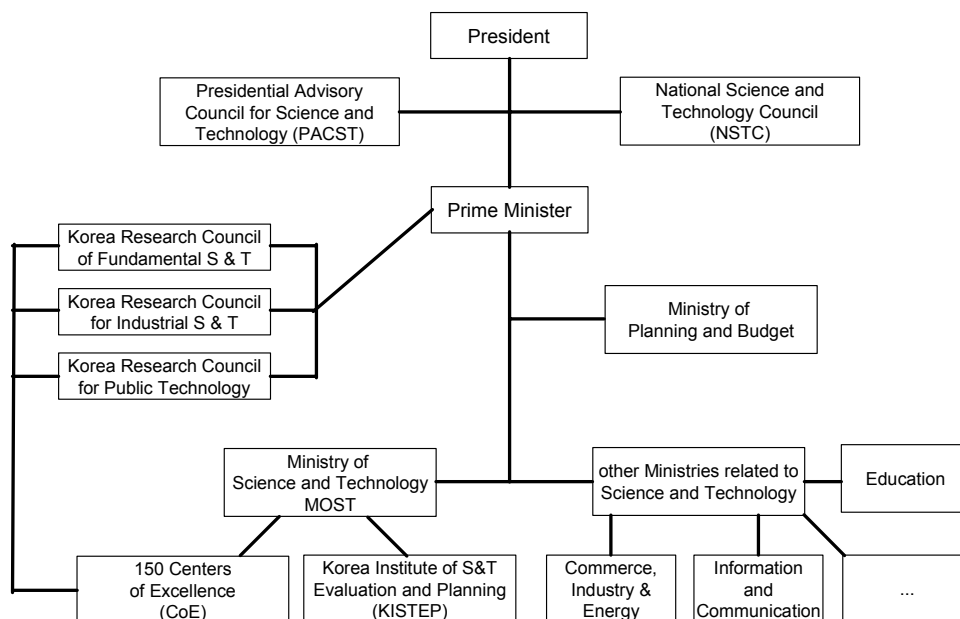 President
Presidential Advisory
Council for Science and
Technology (PACST)
National Science and
Technology Council
(NSTC)
Prime Minister
Korea Research Council
of Fundamental S & T
Korea Research Council
for Industrial S & T
Korea Research Council
for Public Technology
Ministry of
Planning and Budget
Ministry of
Science and Technology
MOST
other Ministries related to
Science and Technology
Education
150 Centers
of Excellence
(CoE)
Korea Institute of S&T
Evaluation and Planning
(KISTEP)
Commerce,
Industry &
Energy
Information
and
Communication
...